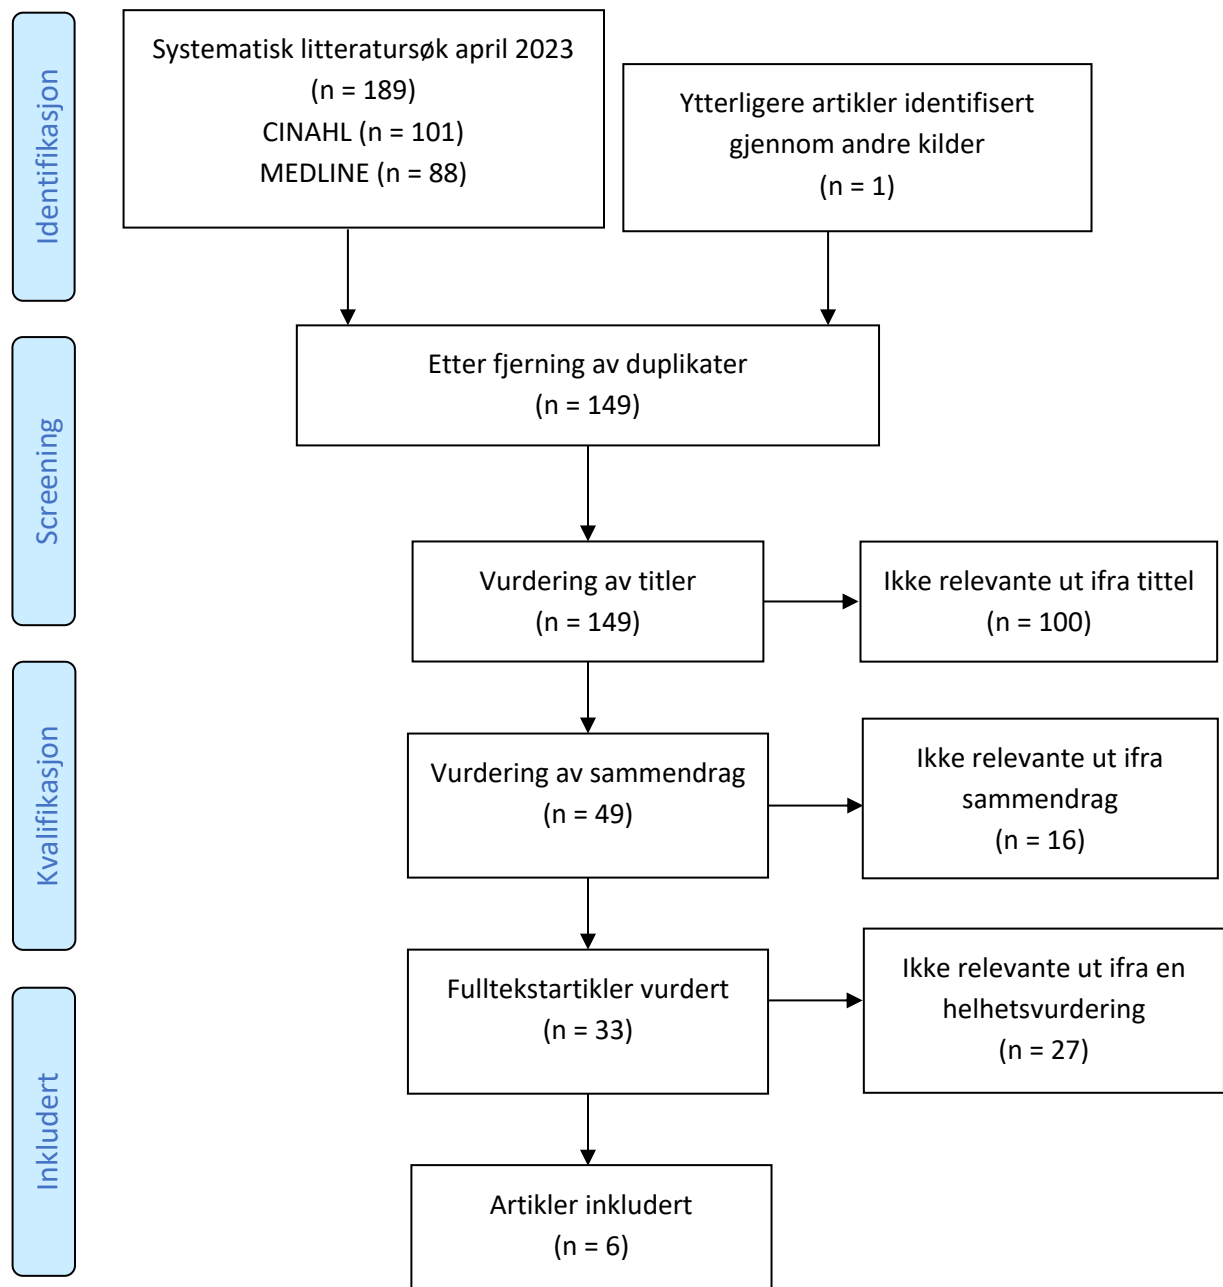 Identifikasjon
Systematisk litteratursøk april 2023
(n = 189)
CINAHL (n = 101)
MEDLINE (n = 88)
Ytterligere artikler identifisert
gjennom andre kilder
(n = 1)
Screening
Etter fjerning av duplikater
(n = 149)
Vurdering av titler
(n = 149)
Ikke relevante ut ifra tittel
(n = 100)
Kvalifikasjon
Vurdering av sammendrag
(n = 49)
Ikke relevante ut ifra
sammendrag
(n = 16)
Fulltekstartikler vurdert
(n = 33)
Ikke relevante ut ifra en
helhetsvurdering
(n = 27)
Inkludert
Artikler inkludert
(n = 6)